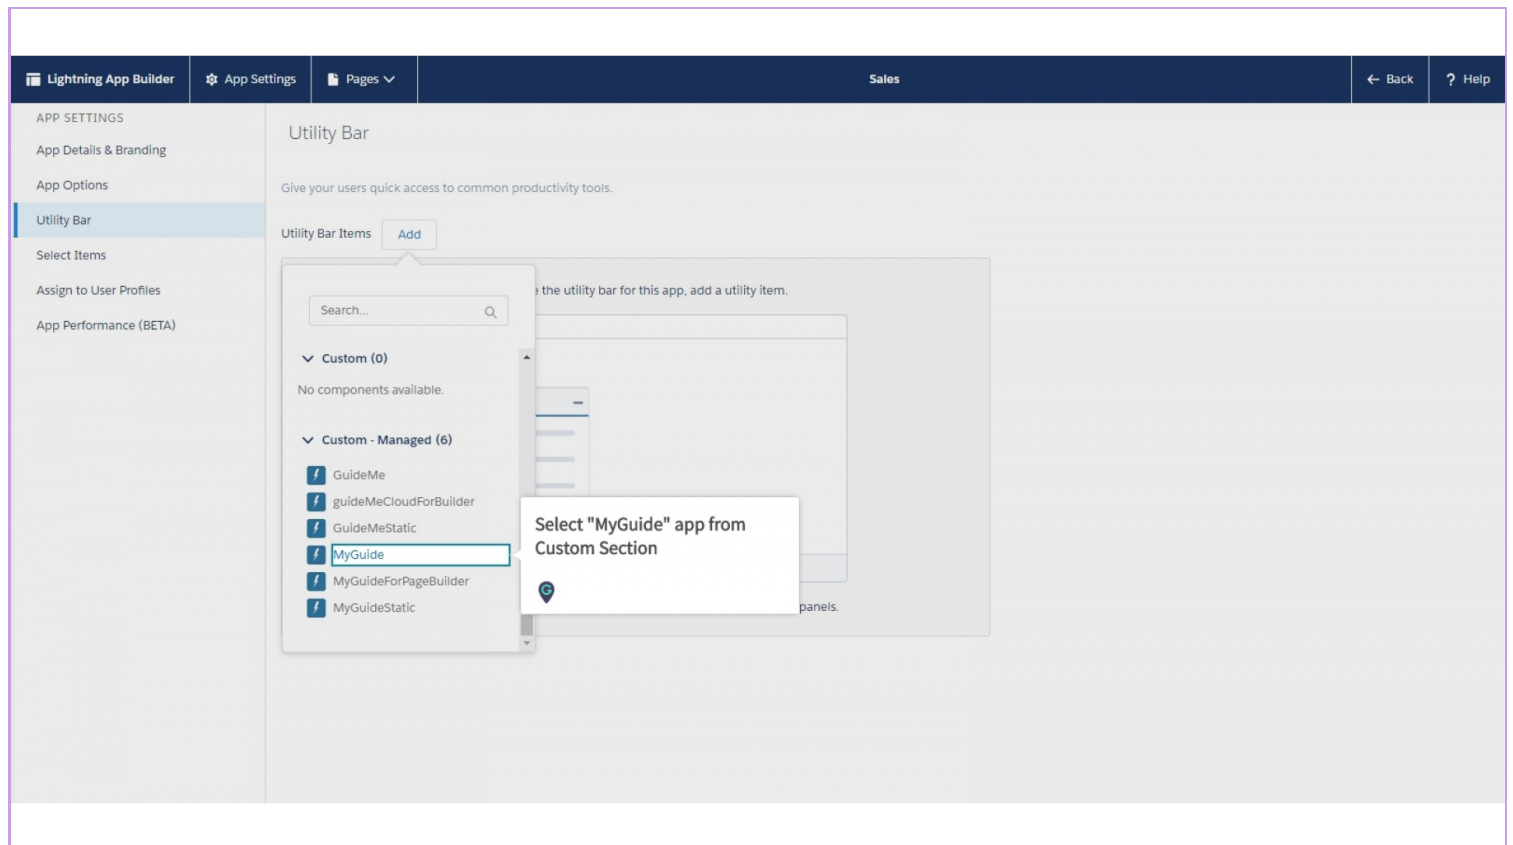 Lightning App Builder
App Settings
Pages
Sales
Back
? Help
APP SETTINGS
App Details & Branding
App Options
Utility Bar
Select Items
Assign to User Profiles
App Performance (BETA)
Utility Bar
Give your users quick access to common productivity tools.
Utility Bar Items
Add
the utility bar for this app, add a utility item.
Search...
Custom (0)
No components available.
Custom - Managed (6)
GuideMe
guideMeCloudForBuilder
GuideMeStatic
MyGuide
MyGuideForPageBuilder
MyGuideStatic
Select "MyGuide" app from
Custom Section
G
panels.